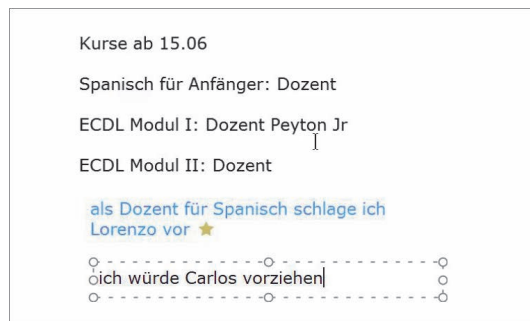 Kurse ab 15.06
Spanisch für Anfänger: Dozent
ECDL Modul I: Dozent Peyton Jr
ECDL Modul II: Dozent
als Dozent für Spanisch schlage ich
Lorenzo vor
ich würde Carlos vorziehen